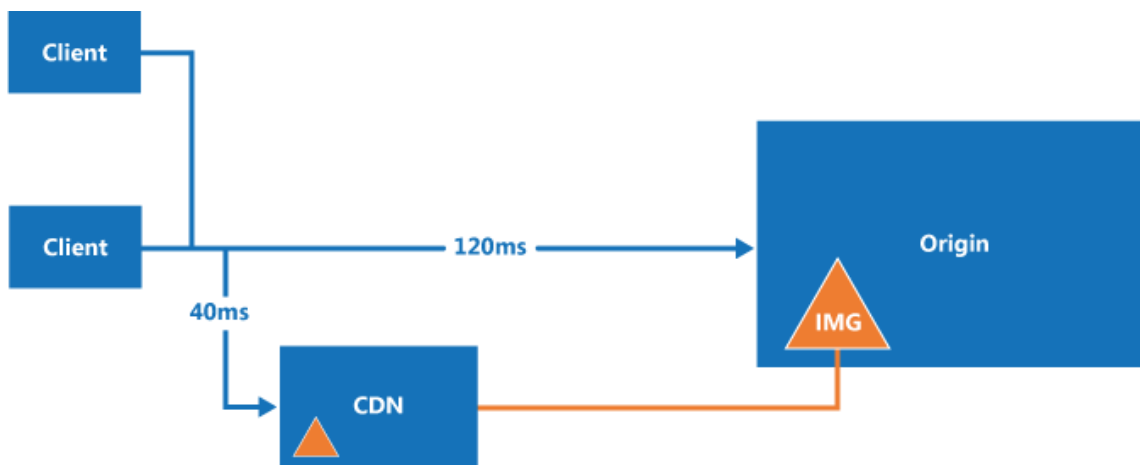 Client
Client
120ms
Origin
40ms
IMG
CDN